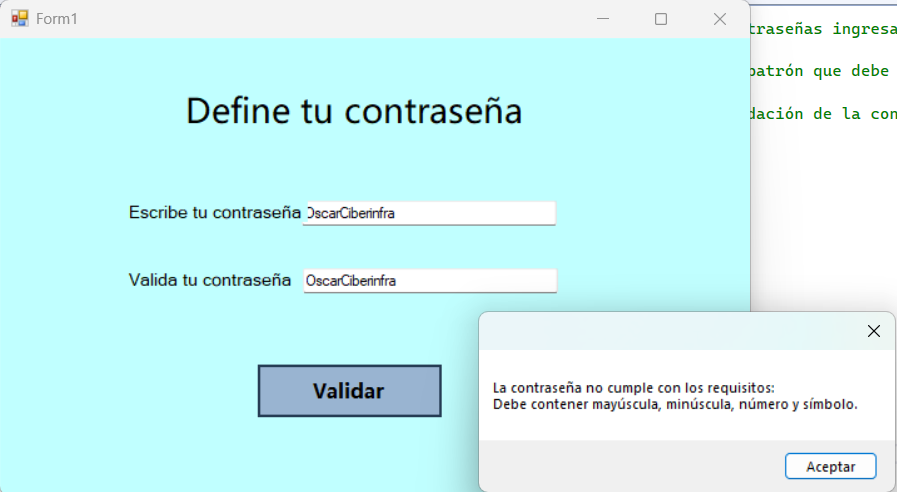 Form1
traseñas ingresa
patrón que debe
dación de la con
Define tu contraseña
Escribe tu contraseña OscarCiberinfra
Valida tu contraseña OscarCiberinfra
Validar
La contraseña no cumple con los requisitos:
Debe contener mayúscula, minúscula, número y símbolo.
Aceptar